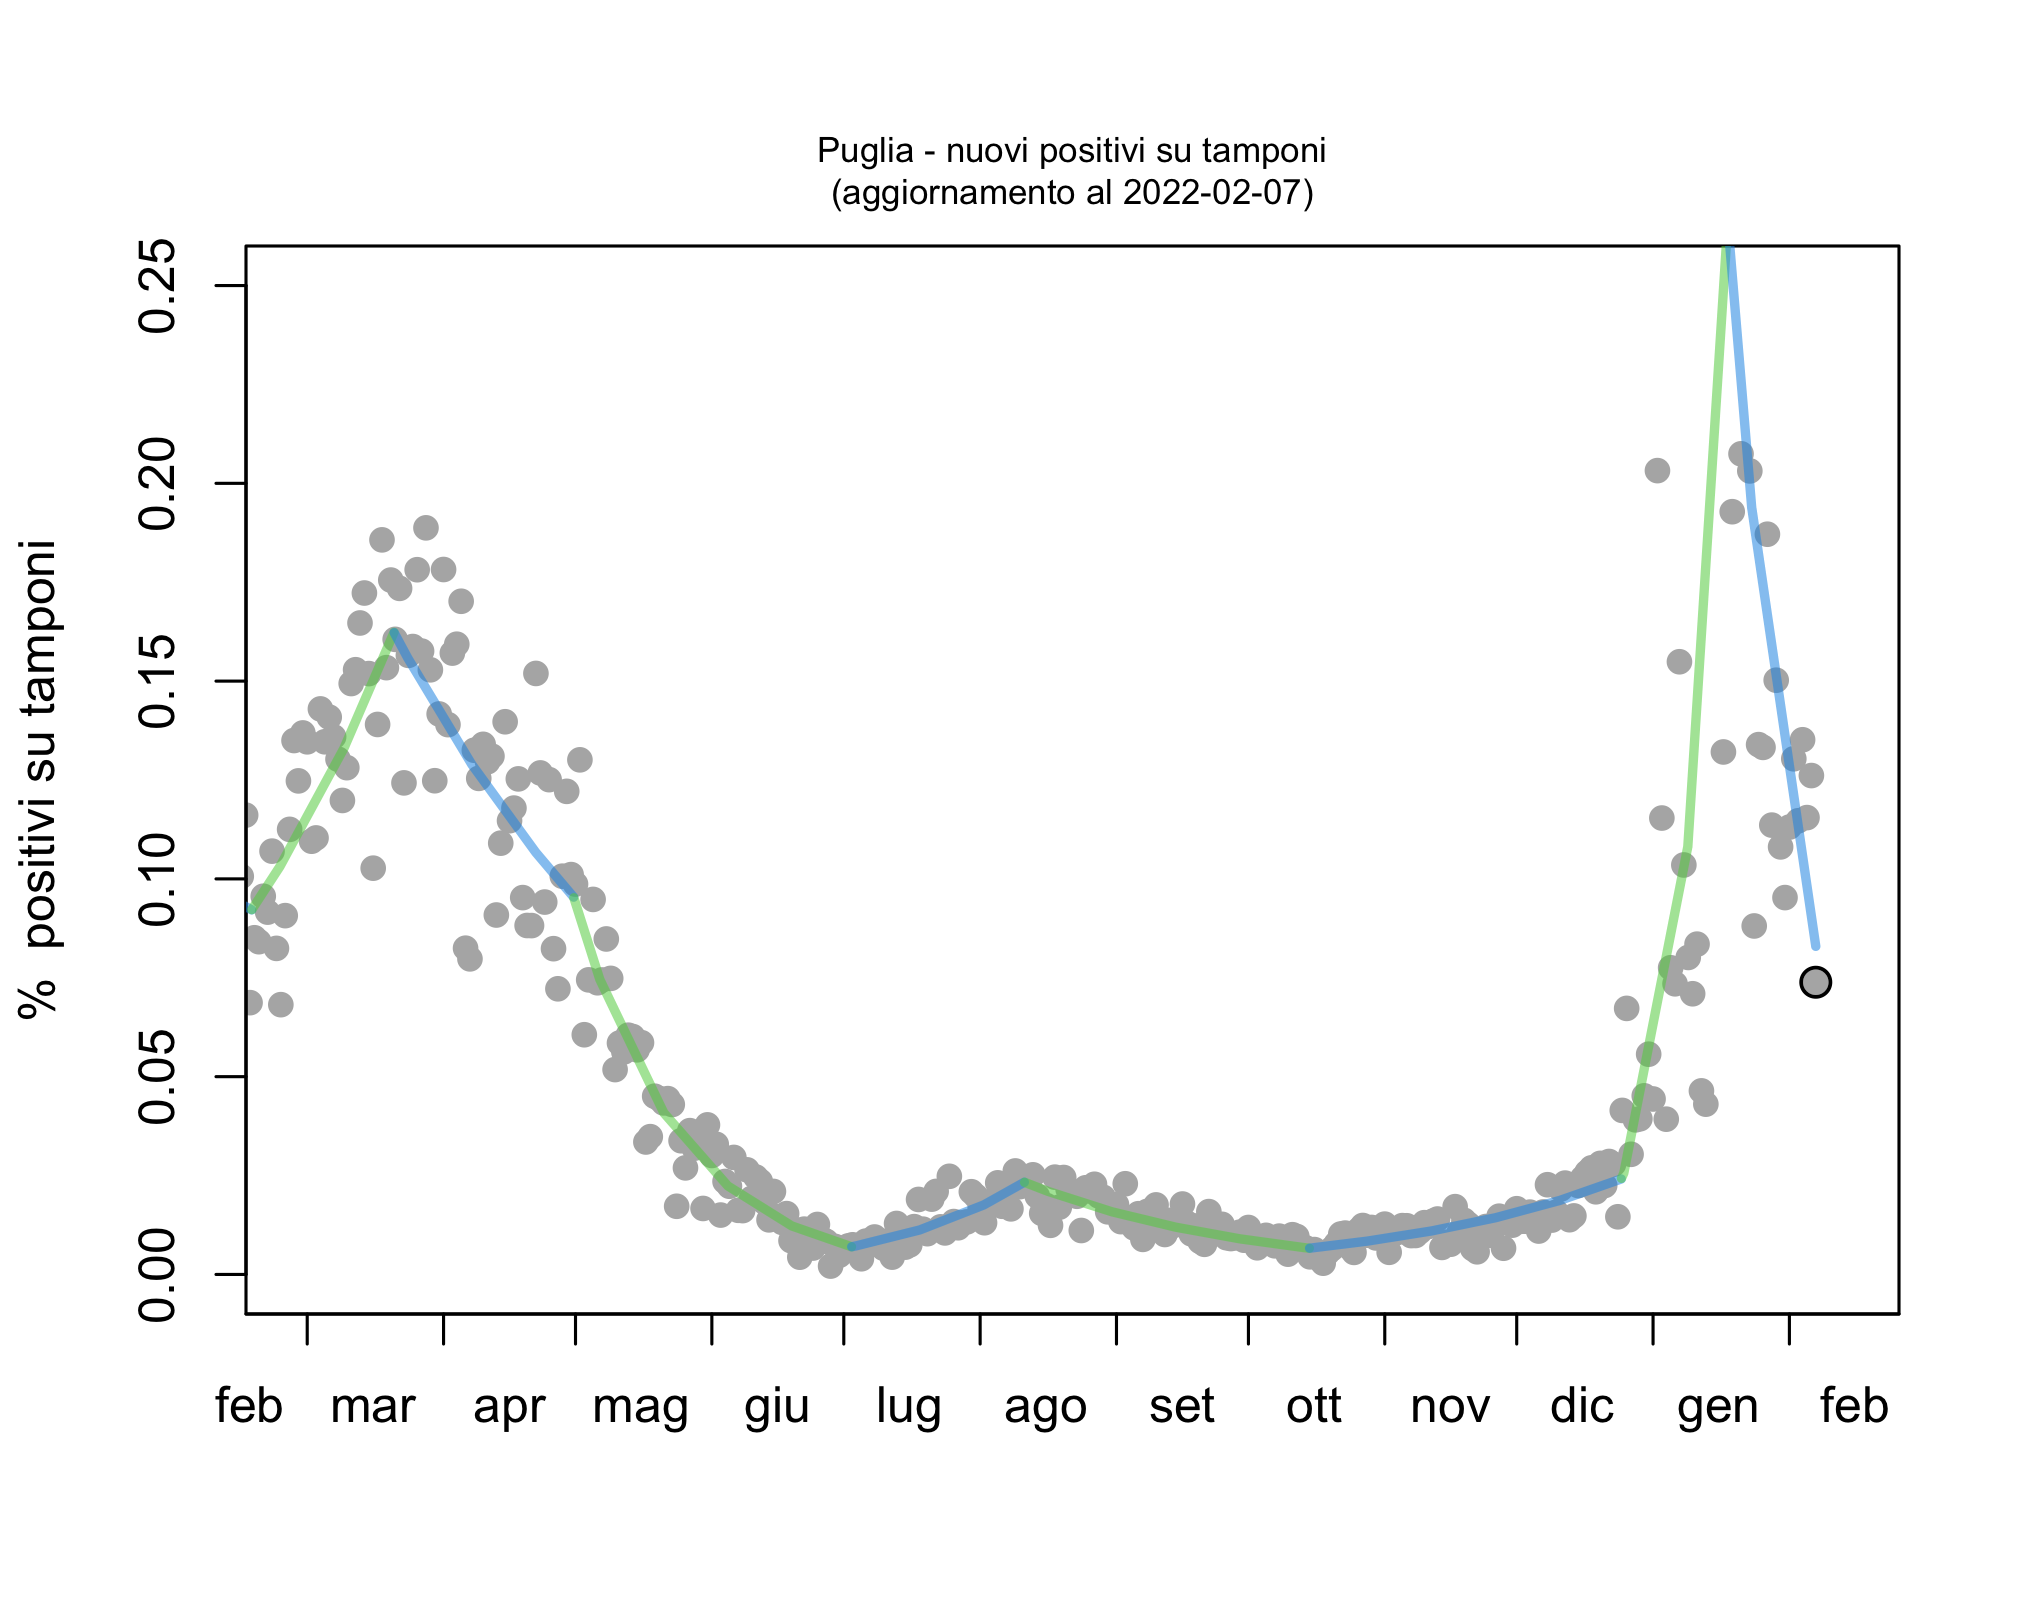 Puglia - nuovi positivi su tamponi
(aggiornamento al 2022-02-07)
% positivi su tamponi
0.25
0.20
0.15
0.10
0.05
0.00
feb mar apr mag giu lug ago set ott nov dic gen feb